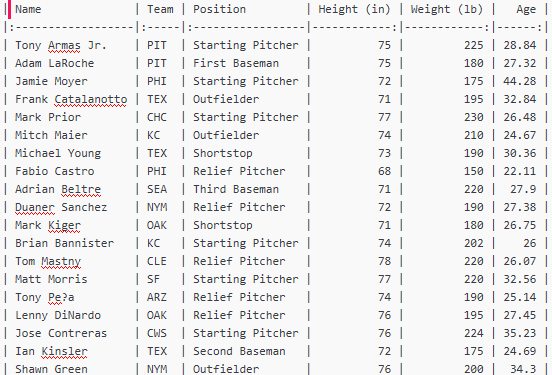 | Name | Team | Position | Height (in) | Weight (lb) | Age |
|:-----------------|:-----|:------------------|------------:|------------:|------:|
| Tony Armas Jr. | PIT | Starting Pitcher | 75 | 225 | 28.84 |
| Adam LaRoche | PIT | First Baseman | 75 | 180 | 27.32 |
| Jamie Moyer | PHI | Starting Pitcher | 72 | 175 | 44.28 |
| Frank Catalanotto | TEX | Outfielder | 71 | 195 | 32.84 |
| Mark Prior | CHC | Starting Pitcher | 77 | 230 | 26.48 |
| Mitch Maier | KC | Outfielder | 74 | 210 | 24.67 |
| Michael Young | TEX | Shortstop | 73 | 190 | 30.36 |
| Fabio Castro | PHI | Relief Pitcher | 68 | 150 | 22.11 |
| Adrian Beltre | SEA | Third Baseman | 71 | 220 | 27.9 |
| Duaner Sanchez | NYM | Relief Pitcher | 72 | 190 | 27.38 |
| Mark Kiger | OAK | Shortstop | 71 | 180 | 26.75 |
| Brian Bannister | KC | Starting Pitcher | 74 | 202 | 26 |
| Tom Mastny | CLE | Relief Pitcher | 78 | 220 | 26.07 |
| Matt Morris | SF | Starting Pitcher | 77 | 220 | 32.56 |
| Tony Pe?a | ARZ | Relief Pitcher | 74 | 190 | 25.14 |
| Lenny DiNardo | OAK | Relief Pitcher | 76 | 195 | 27.45 |
| Jose Contreras | CWS | Starting Pitcher | 76 | 224 | 35.23 |
| Ian Kinsler | TEX | Second Baseman | 72 | 175 | 24.69 |
| Shawn Green | NYM | Outfielder | 76 | 200 | 34.3 |